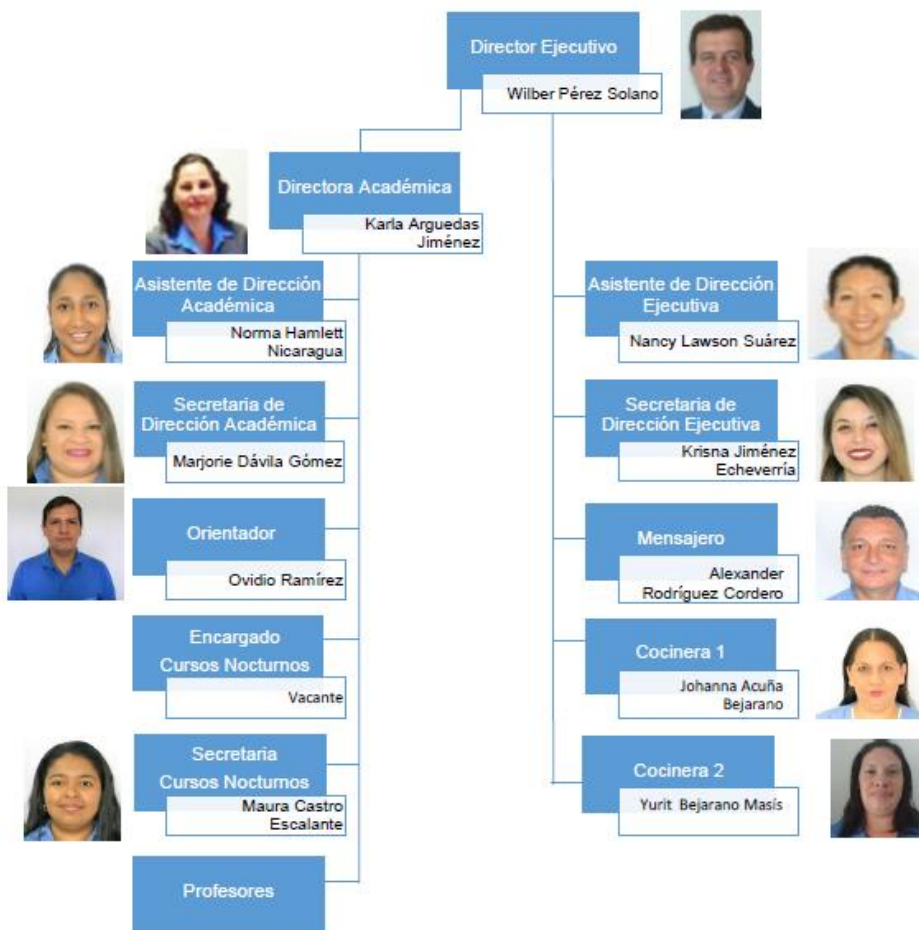 Director Ejecutivo
Wilber Pérez Solano
Directora Académica
Karla Arguedas
Jiménez
Asistente de Dirección
Académica
Norma Hamlett
Nicaragua
Secretaria de
Dirección Académica
Marjorie Dávila Gómez
Orientador
Ovidio Ramírez
Encargado
Cursos Nocturnos
Vacante
Secretaria
Cursos Nocturnos
Maura Castro
Escalante
Profesores
Asistente de Dirección
Ejecutiva
Nancy Lawson Suárez
Secretaria de
Dirección Ejecutiva
Krisna Jiménez
Echeverría
Mensajero
Alexander
Rodríguez Cordero
Cocinera 1
Johanna Acuña
Bejarano
Cocinera 2
Yurit Bejarano Masís